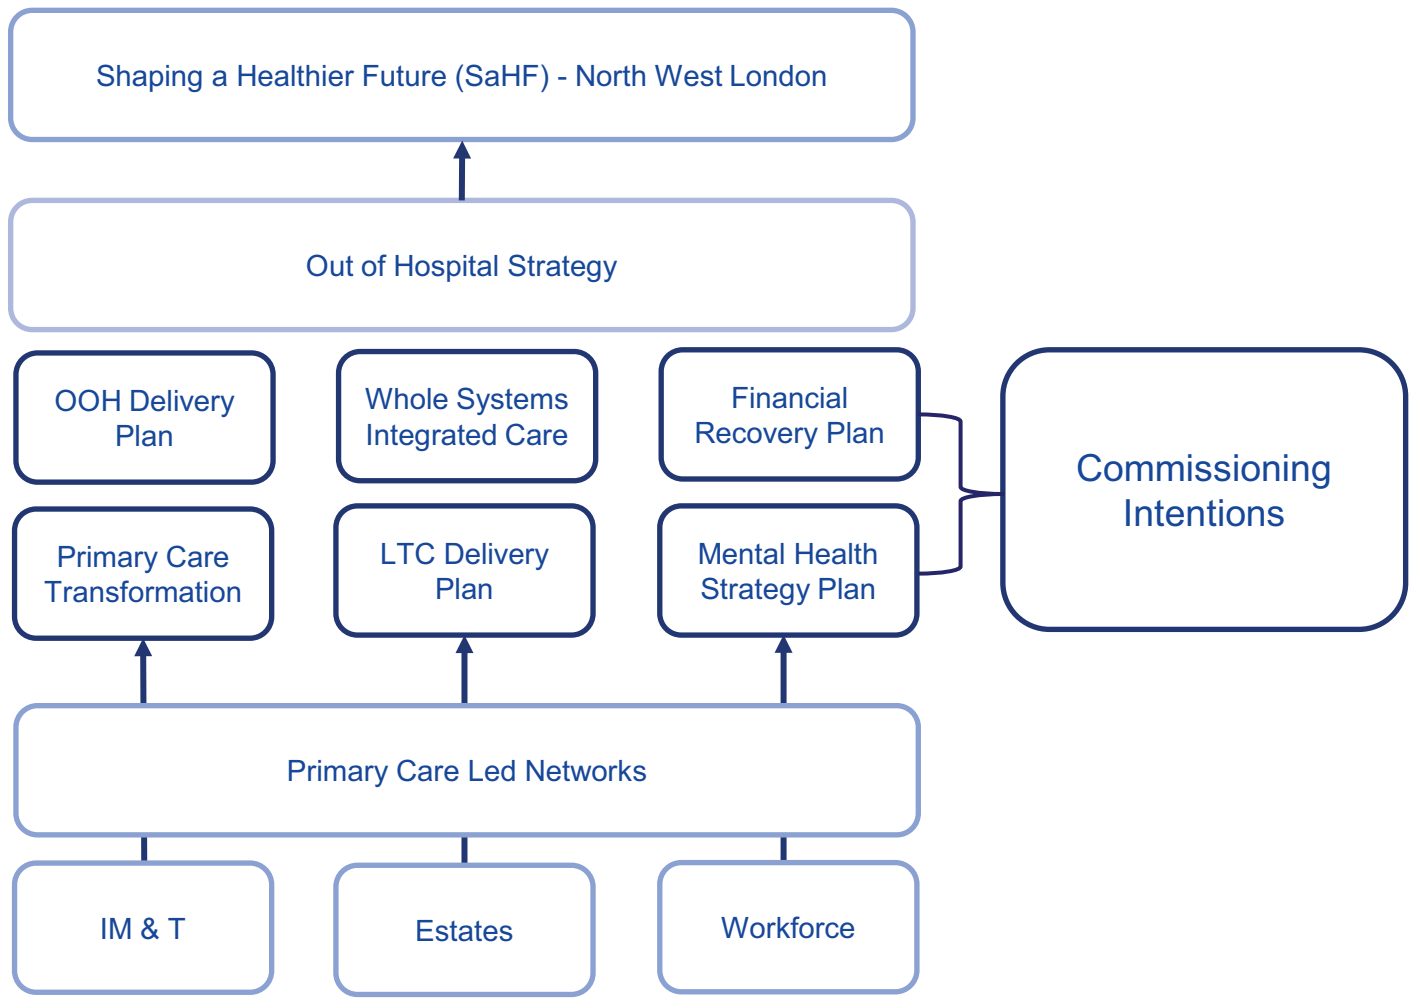 Shaping a Healthier Future (SaHF) - North West London
Out of Hospital Strategy
OOH Delivery
Plan
Whole Systems
Integrated Care
Financial
Recovery Plan
Commissioning
Intentions
Primary Care
Transformation
LTC Delivery
Plan
Mental Health
Strategy Plan
Primary Care Led Networks
IM & T
Estates
Workforce